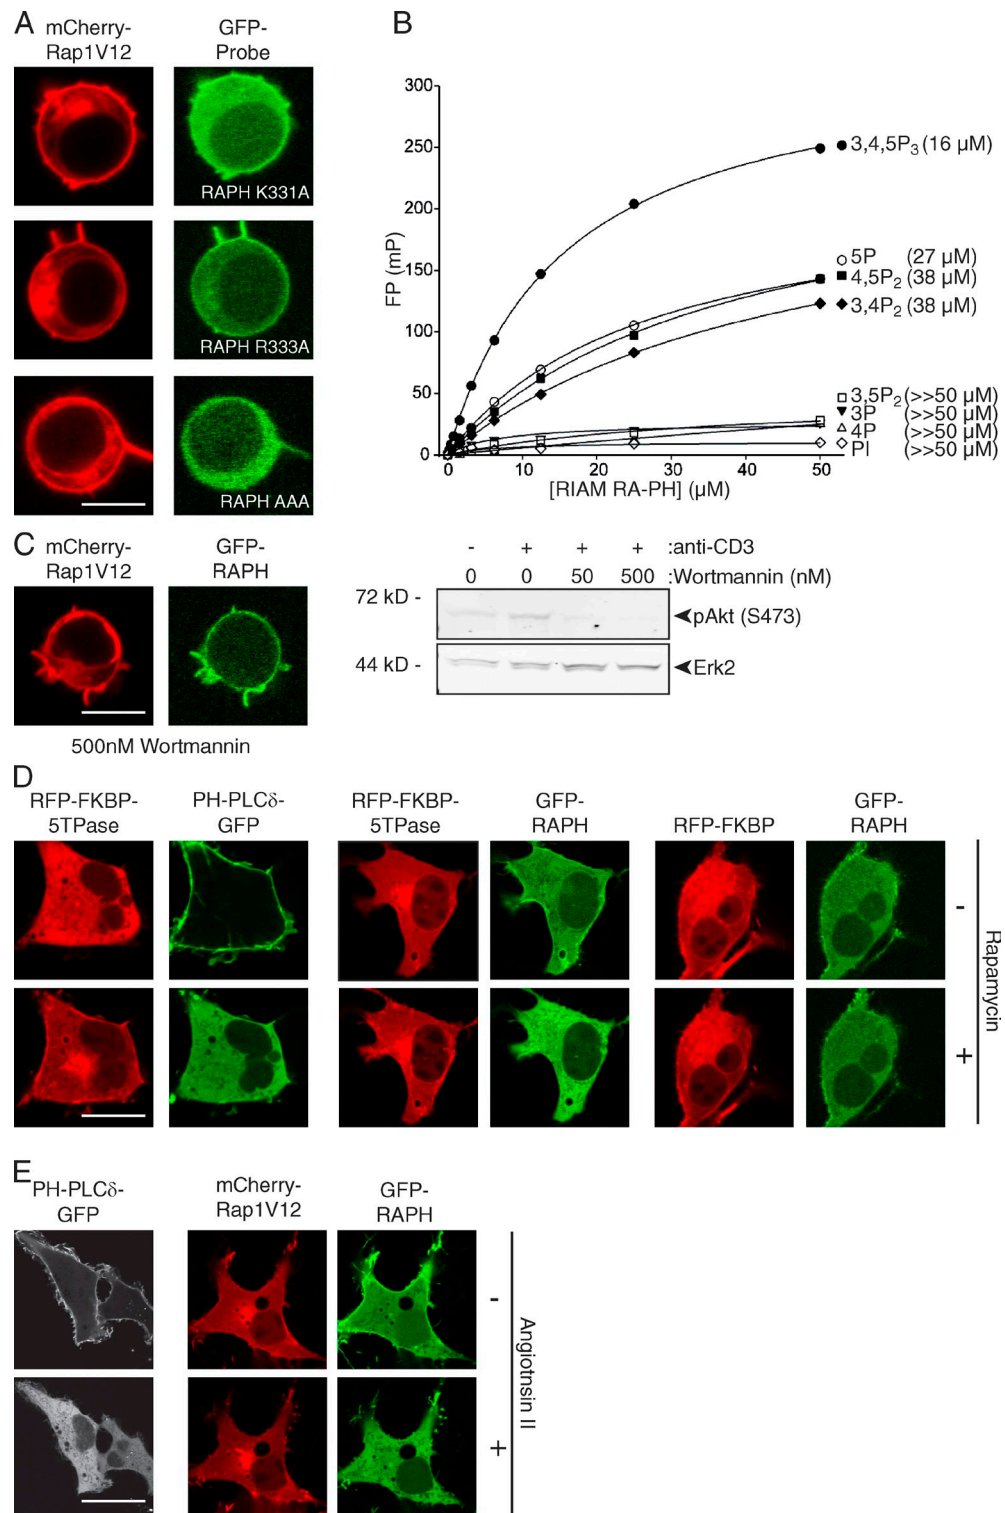 A
mCherry-
Rap1V12
GFP-
Probe
RAPH K331A
RAPH R333A
RAPH AAA
B
300
250
200
150
100
50
0
FP (mP)
0
10
20
30
40
50
[RIAM RA-PH] (μM)
3,4,5P3 (16 μM)
5P (27 μM)
4,5P2 (38 μM)
3,4P2 (38 μM)
3,5P2 (>>50 μM)
3P (>>50 μM)
4P (>>50 μM)
PI (>>50 μM)
C
mCherry-
Rap1V12
GFP-
RAPH
500nM Wortmannin
- + + + :anti-CD3
0 0 50 500 :Wortmannin (nM)
72 kD -
pAkt (S473)
44 kD -
Erk2
D
RFP-FKBP-
5TPase
PH-PLCδ-
GFP
RFP-FKBP-
5TPase
GFP-
RAPH
RFP-FKBP
GFP-
RAPH
-
+
Rapamycin
E
PH-PLCδ-
GFP
mCherry-
Rap1V12
GFP-
RAPH
-
+
Angiotnsin II